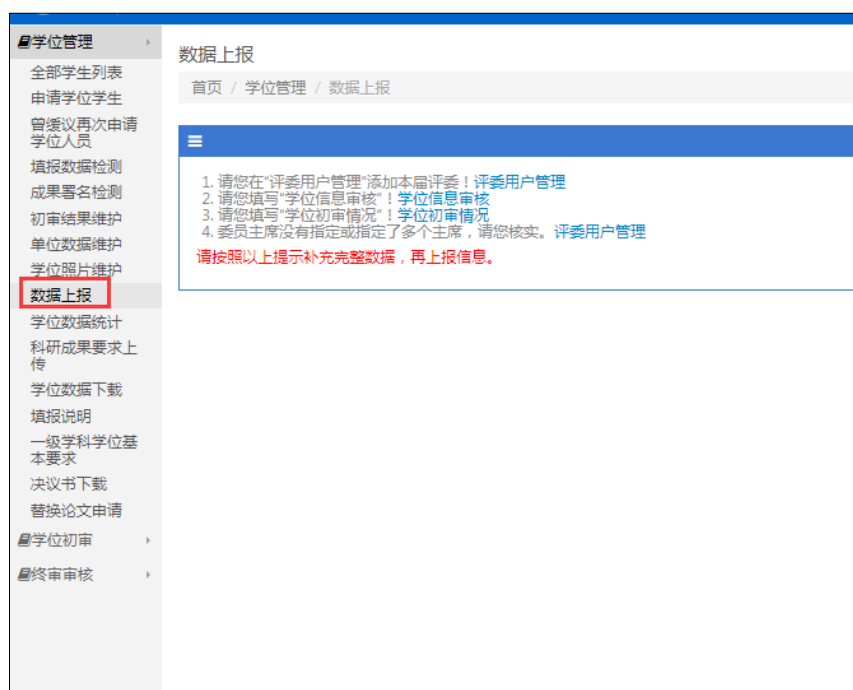 学位管理
全部学生列表
申请学位学生
曾缓议再次申请
学位人员
填报数据检测
成果署名检测
初审结果维护
单位数据维护
学位照片维护
数据上报
学位数据统计
科研成果要求上
传
学位数据下载
填报说明
一级学科学位基
本要求
决议书下载
替换论文申请
学位初审
终审审核
数据上报
首页 / 学位管理 / 数据上报
1. 请您在“评委用户管理”添加本届评委！评委用户管理
2. 请您填写“学位信息审核”！学位信息审核
3. 请您填写“学位初审情况”！学位初审情况
4. 委员主席没有指定或指定了多个主席，请您核实。评委用户管理
请按照以上提示补充完整数据，再上报信息。